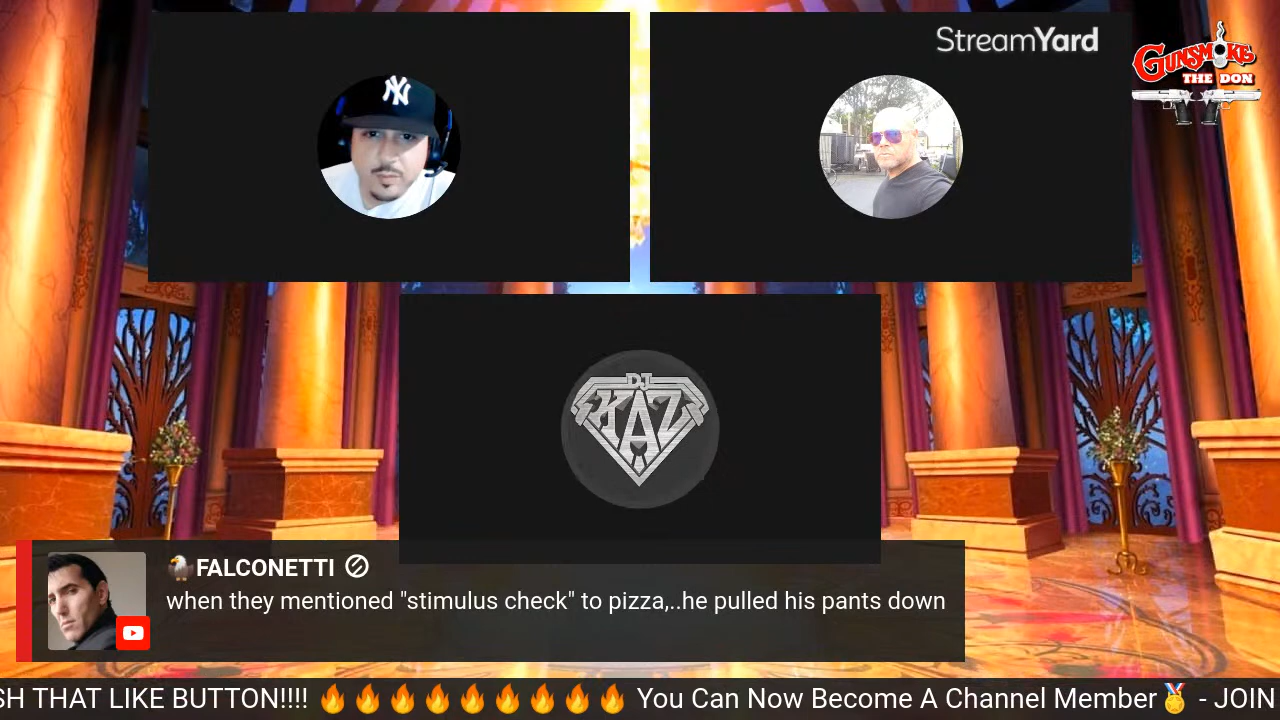 StreamYard
GUNSMOKE
THE DON
NY
DJ
KAZ
🦅FALCONETTI
when they mentioned "stimulus check" to pizza,..he pulled his pants down
SH THAT LIKE BUTTON!!!! 🔥🔥🔥🔥🔥🔥🔥🔥🔥 You Can Now Become A Channel Member🏅 - JOIN